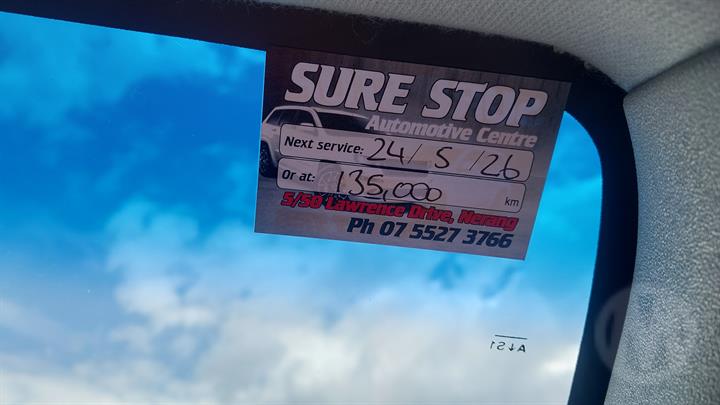 SURE STOP
Automotive Centre
Next service: 24/5/26
Or at: 135,000 km
5/50 Lawrence Drive, Nerang
Ph 07 5527 3766
A↓S1